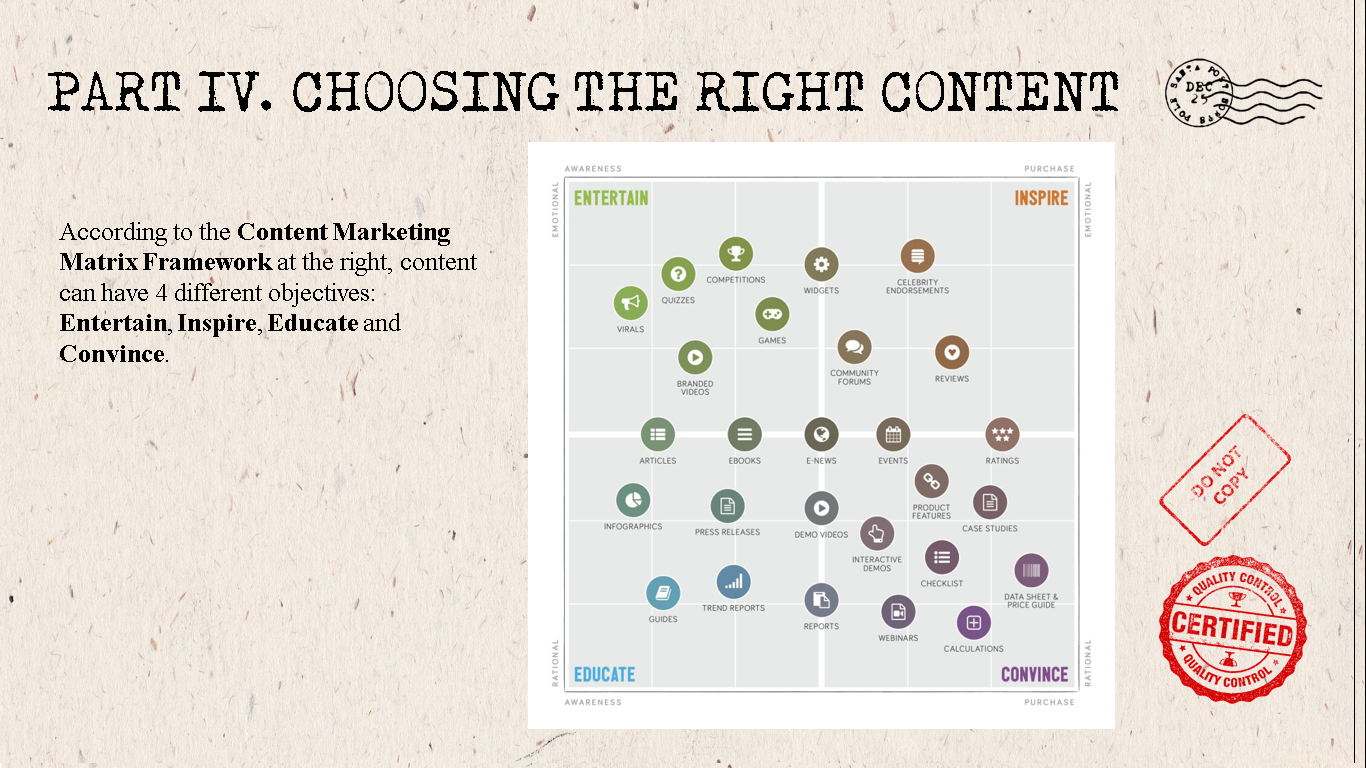 PART IV. CHOOSING THE RIGHT CONTENT
DEC
25
According to the Content Marketing
Matrix Framework at the right, content
can have 4 different objectives:
Entertain, Inspire, Educate and
Convince.
AWARENESS
PURCHASE
EMOTIONAL
EMOTIONAL
ENTERTAIN
INSPIRE
COMPETITIONS
QUIZZES
WIDGETS
CELEBRITY
ENDORSEMENTS
VIRALS
GAMES
BRANDED
VIDEOS
COMMUNITY
FORUMS
REVIEWS
ARTICLES
EBOOKS
E-NEWS
EVENTS
RATINGS
INFOGRAPHICS
PRESS RELEASES
DEMO VIDEOS
PRODUCT
FEATURES
CASE STUDIES
INTERACTIVE
DEMOS
CHECKLIST
DATA SHEET &
PRICE GUIDE
GUIDES
TREND REPORTS
REPORTS
WEBINARS
CALCULATIONS
RATIONAL
RATIONAL
EDUCATE
CONVINCE
AWARENESS
PURCHASE
DO NOT
COPY
QUALITY CONTROL
CERTIFIED
QUALITY CONTROL